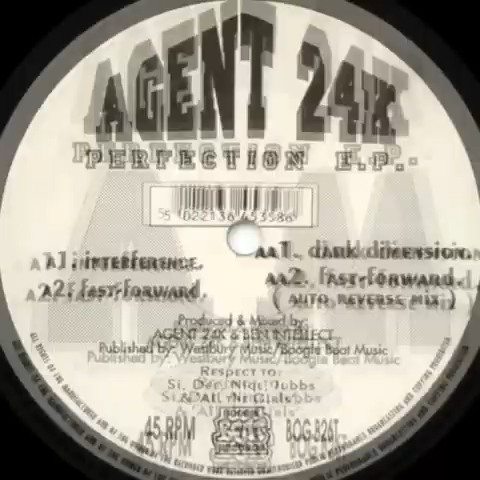 AGENT 24K
PERFECTION E.P.
5 022136 453586
A1. INTERFERENCE.
A2. FAST-FORWARD.
AA1. DARK DIMENSION.
AA2. FAST-FORWARD.
(AUTO REVERSE MIX)
Produced & Mixed by:
AGENT 24K & BEN INTELLECT.
Published by: Westbury Music/Boogie Beat Music
RESPECT TO:
45 RPM
BOG-B26T